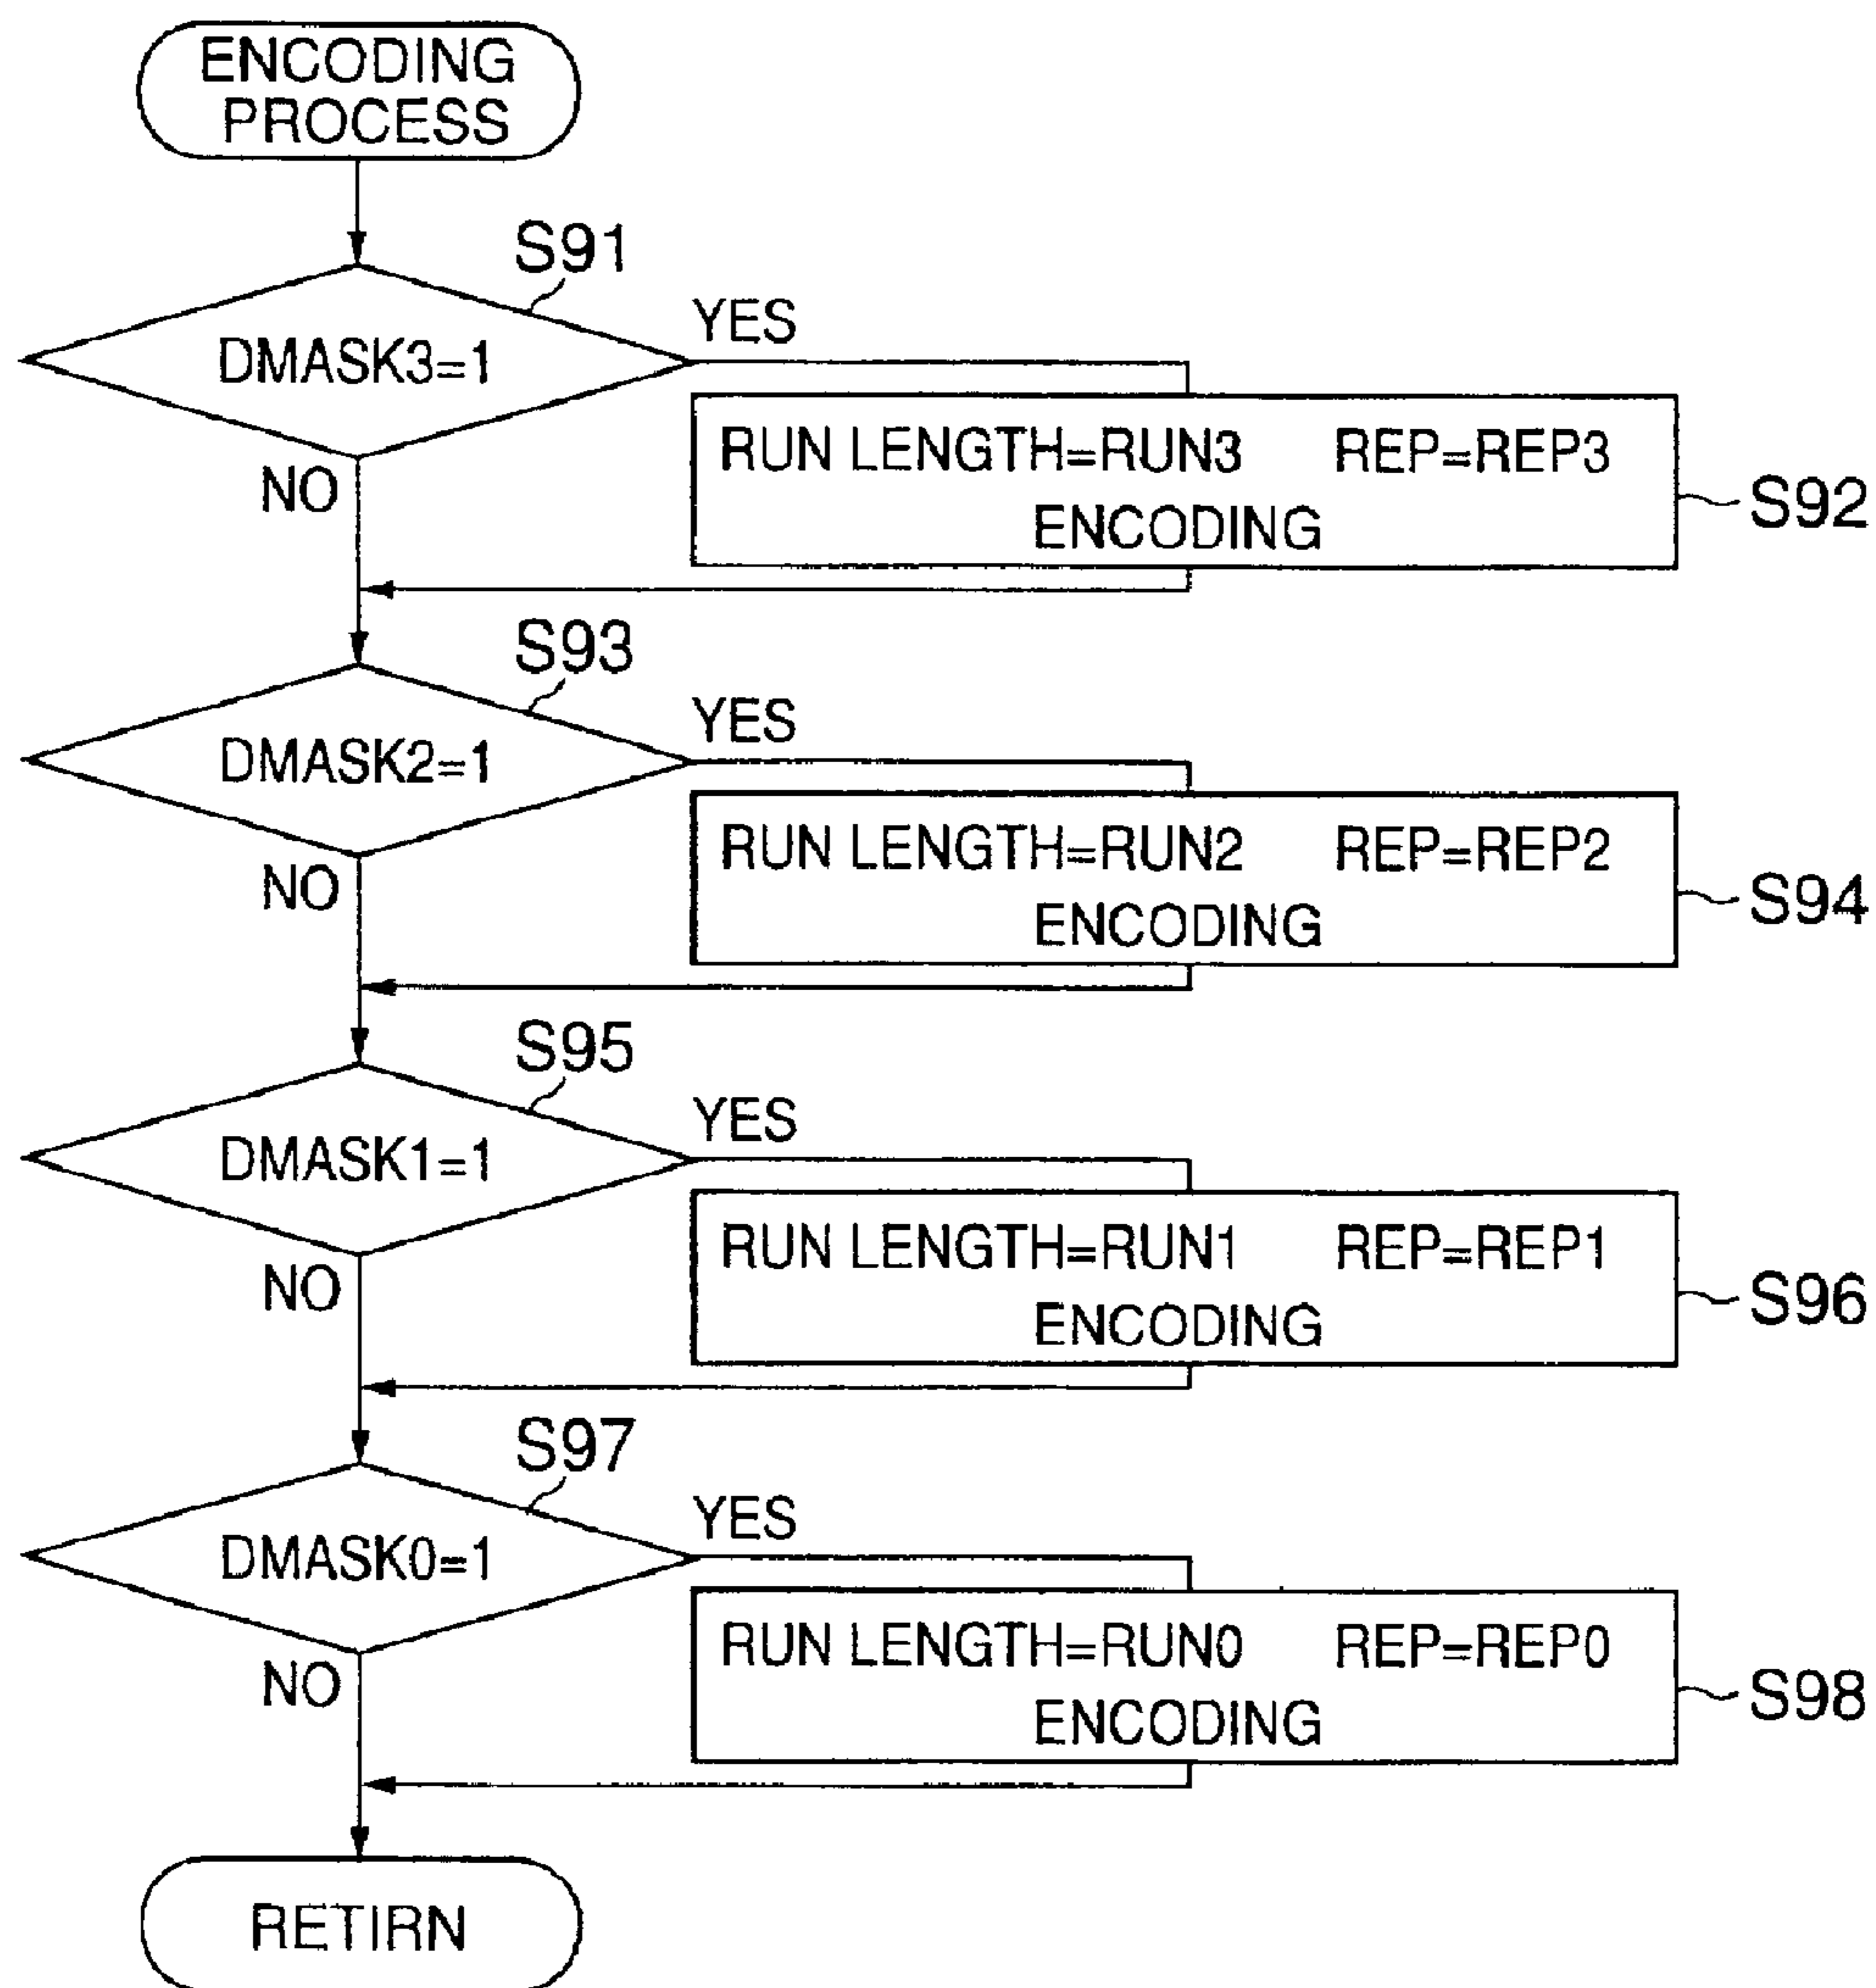 ENCODING
PROCESS
S91
DMASK3=1
YES
NO
RUN LENGTH=RUN3 REP=REP3
ENCODING
S92
S93
DMASK2=1
YES
NO
RUN LENGTH=RUN2 REP=REP2
ENCODING
S94
S95
DMASK1=1
YES
NO
RUN LENGTH=RUN1 REP=REP1
ENCODING
S96
S97
DMASK0=1
YES
NO
RUN LENGTH=RUN0 REP=REP0
ENCODING
S98
RETIRN